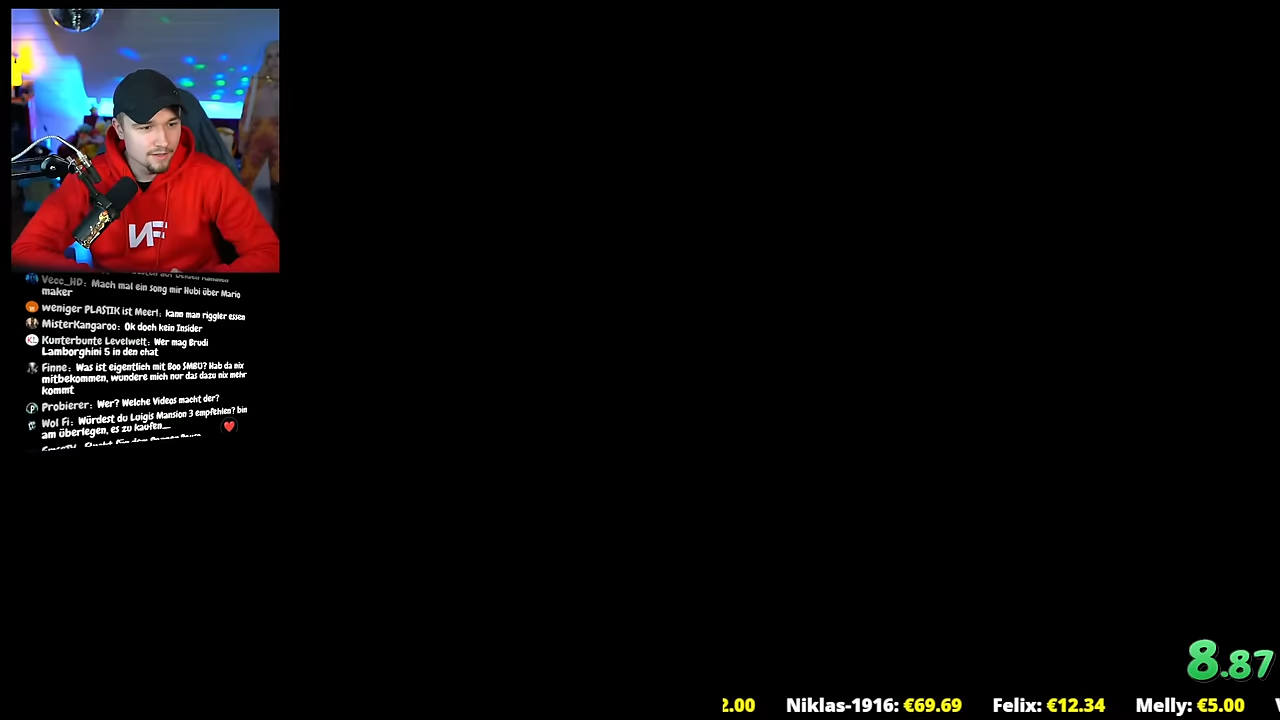 NF
Vecc_HD: Mach mal ein song mir Hubi über Mario
maker
weniger PLASTIK ist Meer!: kann man riggler essen
MisterKangaroo: Ok doch kein Insider
KL Kunterbunte Levelwelt: Wer mag Brudi
Lamborghini 5 in den chat
Finne: Was ist eigentlich mit Boo SMBU? Hab da nix
mitbekommen, wundere mich nur das dazu nix mehr
kommt
P Probierer: Wer? Welche Videos macht der?
Wol Fi: Würdest du Luigis Mansion 3 empfehlen? bin
am überlegen, es zu kaufen....
8.87
2.00 Niklas-1916: €69.69 Felix: €12.34 Melly: €5.00